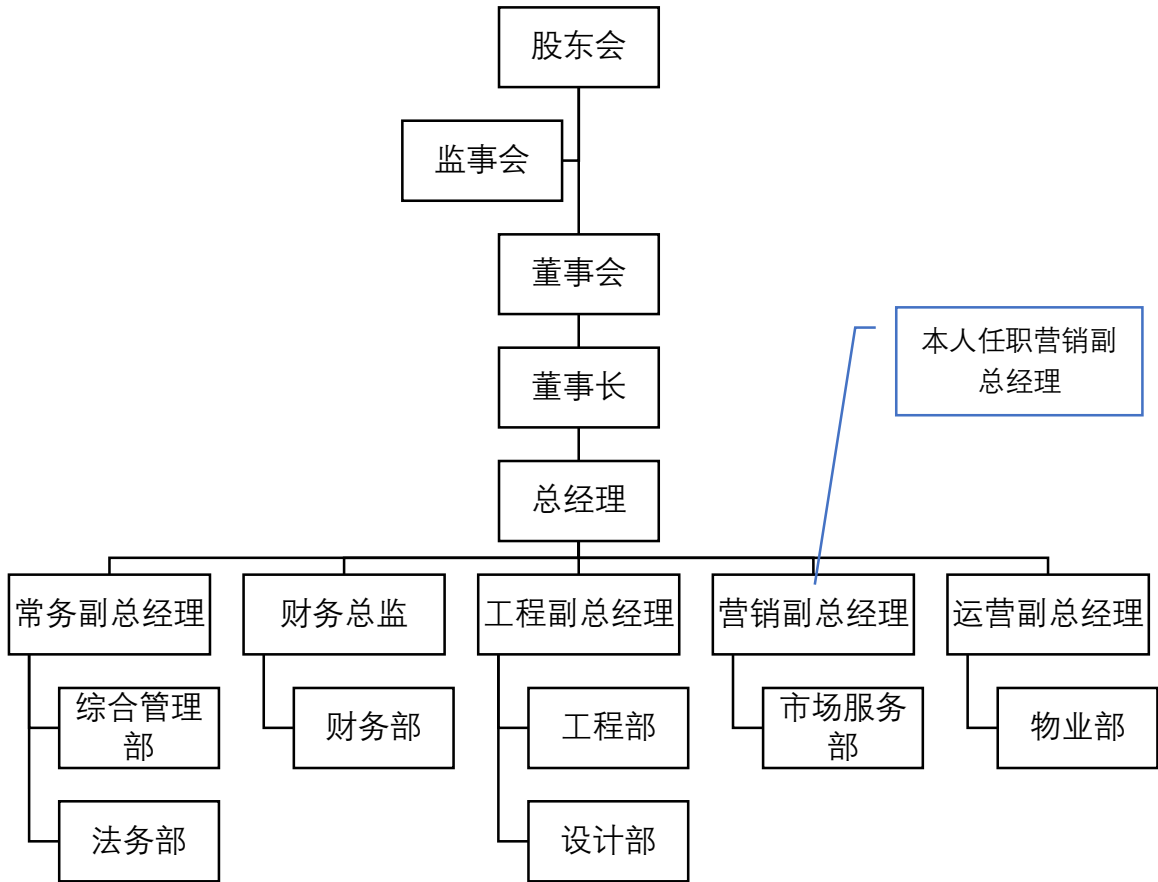 股东会
监事会
董事会
本人任职营销副
总经理
董事长
总经理
常务副总经理
财务总监
工程副总经理
营销副总经理
运营副总经理
综合管理
部
财务部
工程部
市场服务
部
物业部
法务部
设计部